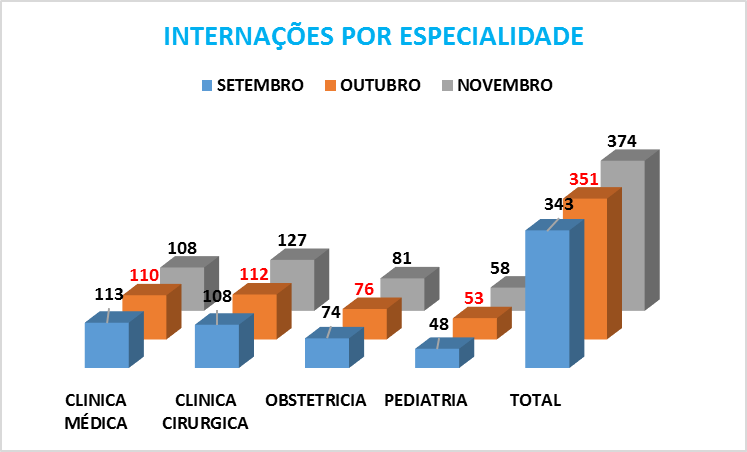 INTERNAÇÕES POR ESPECIALIDADE
SETEMBRO OUTUBRO NOVEMBRO
374
351
343
127
108
112
110
113
108
81
76
74
58
53
48
CLINICA MÉDICA
CLINICA CIRURGICA
OBSTETRICIA
PEDIATRIA
TOTAL